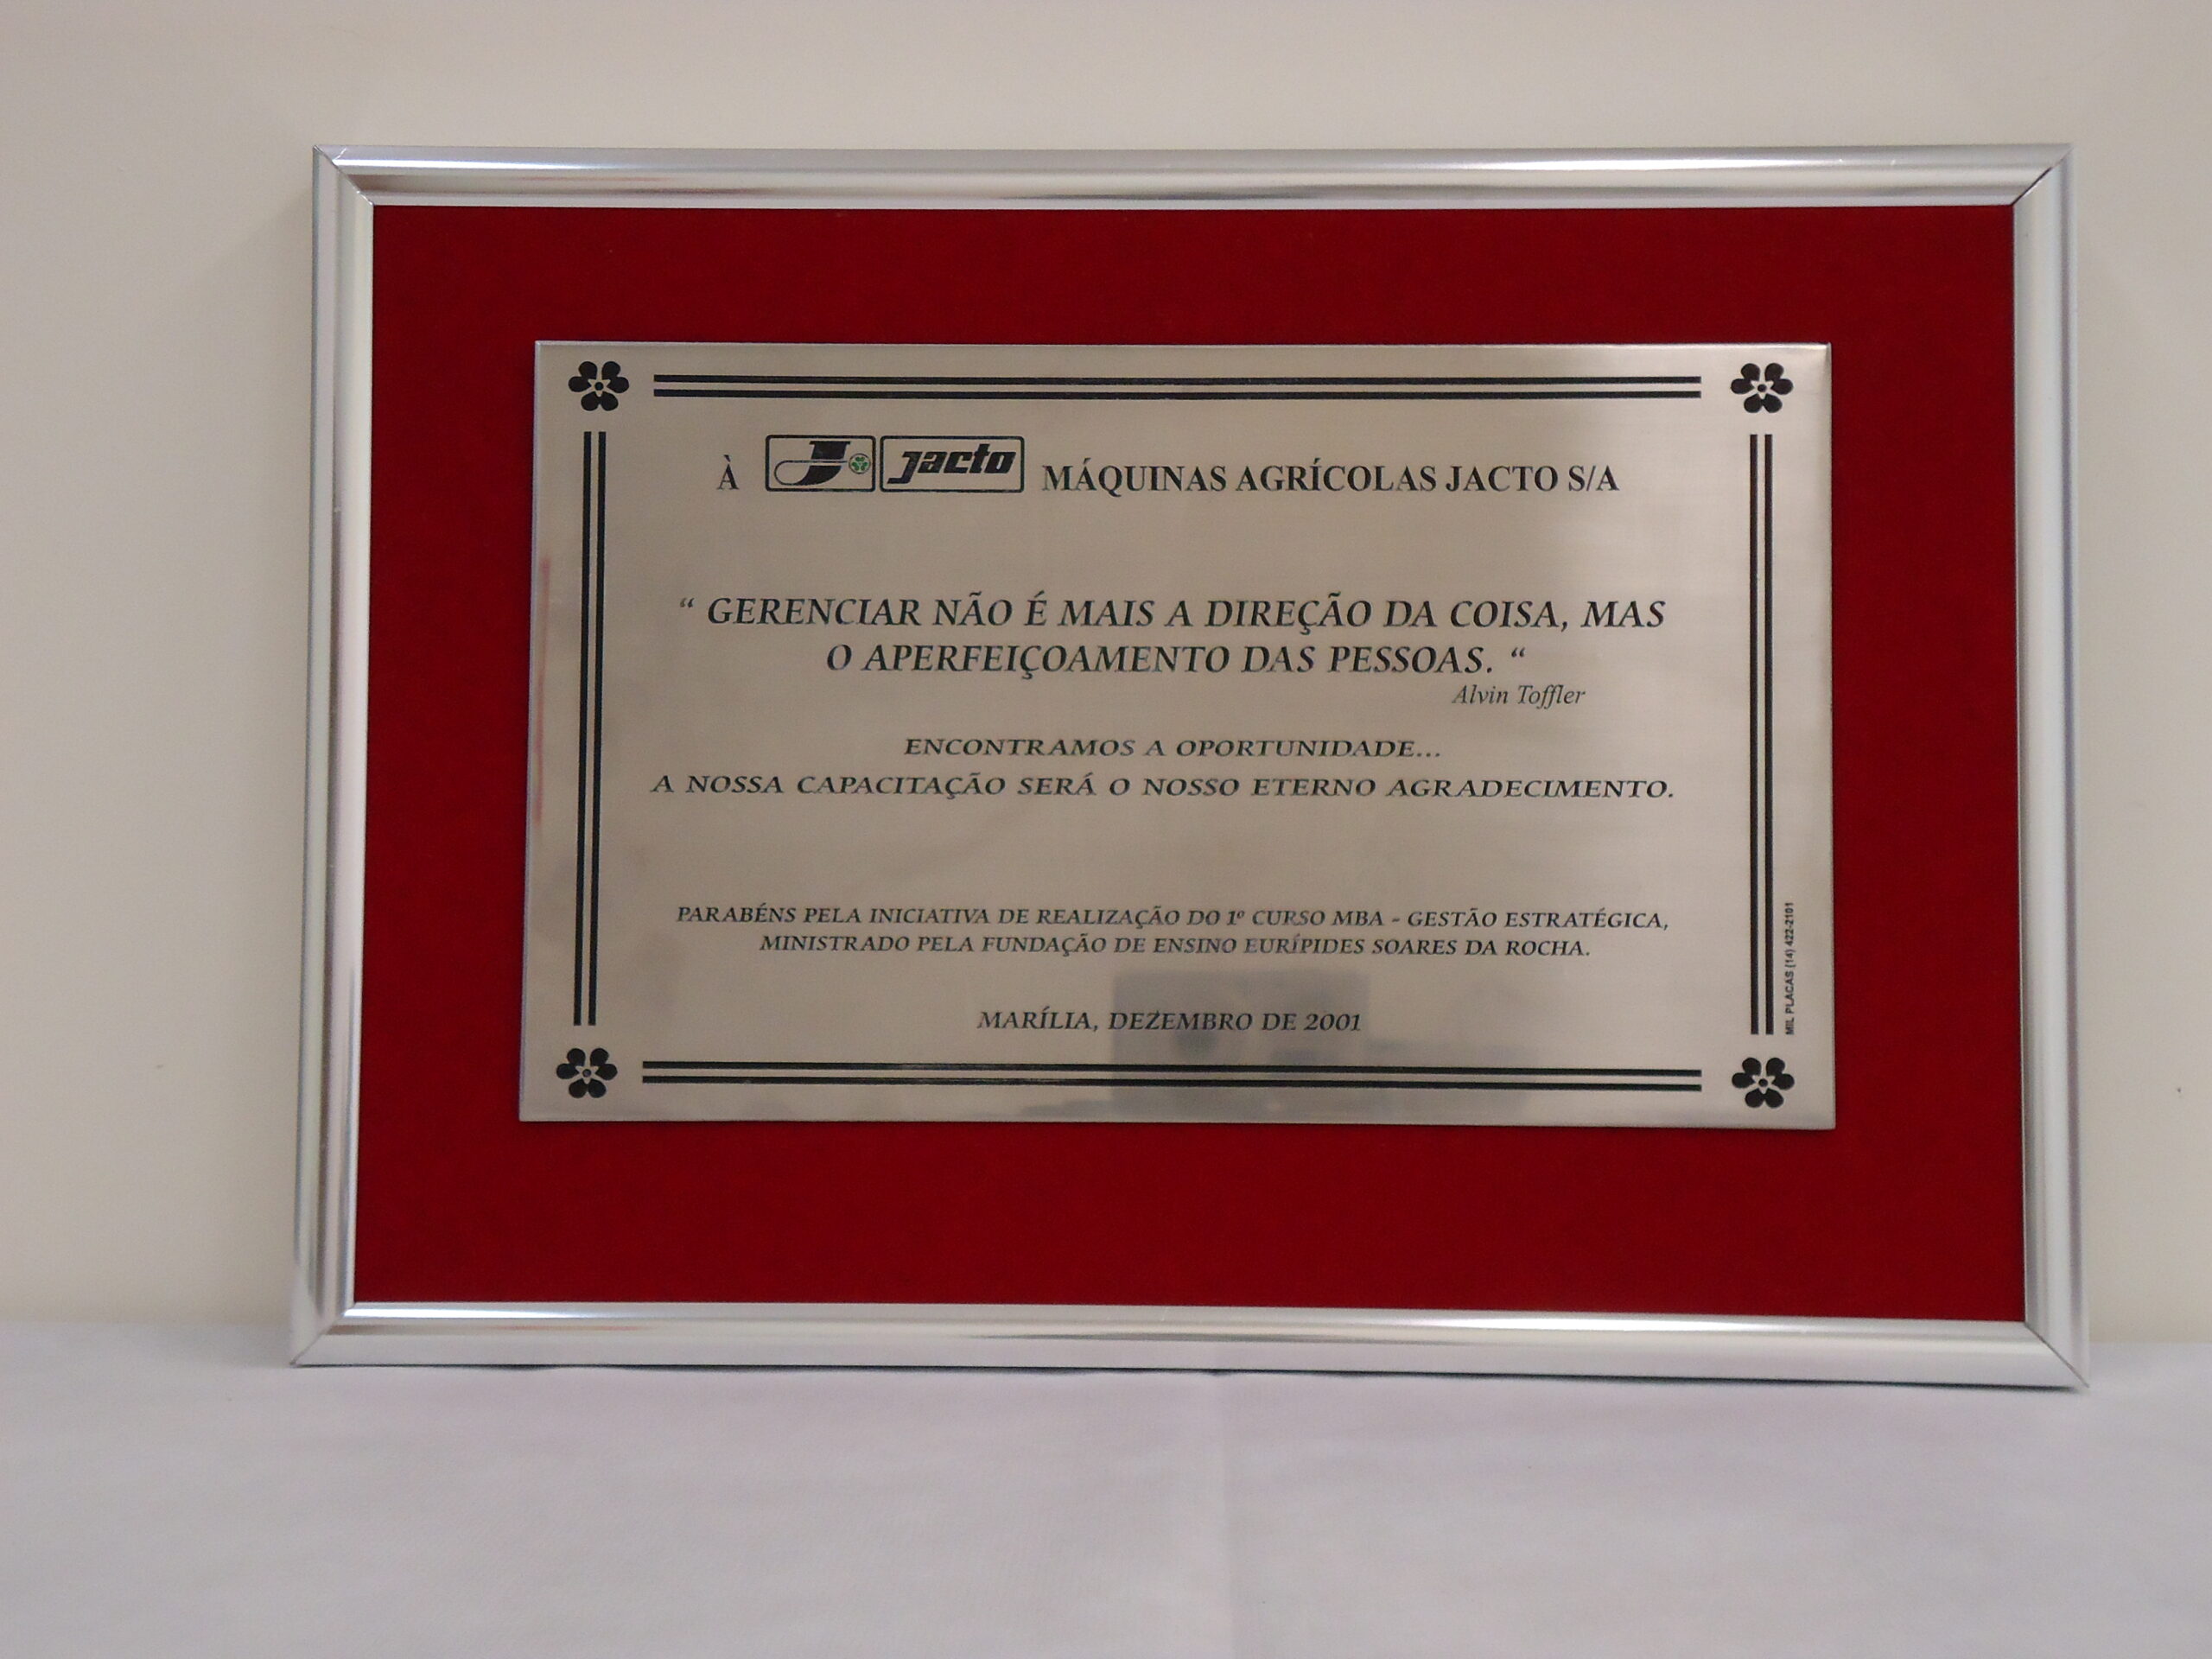 À J jacto MÁQUINAS AGRÍCOLAS JACTO S/A
“ GERENCIAR NÃO É MAIS A DIREÇÃO DA COISA, MAS
O APERFEIÇOAMENTO DAS PESSOAS. “
Alvin Toffler
ENCONTRAMOS A OPORTUNIDADE...
A NOSSA CAPACITAÇÃO SERÁ O NOSSO ETERNO AGRADECIMENTO.
PARABÉNS PELA INICIATIVA DE REALIZAÇÃO DO 1º CURSO MBA - GESTÃO ESTRATÉGICA,
MINISTRADO PELA FUNDAÇÃO DE ENSINO EURÍPIDES SOARES DA ROCHA.
MARÍLIA, DEZEMBRO DE 2001
MIL PLACAS (14) 422-2101